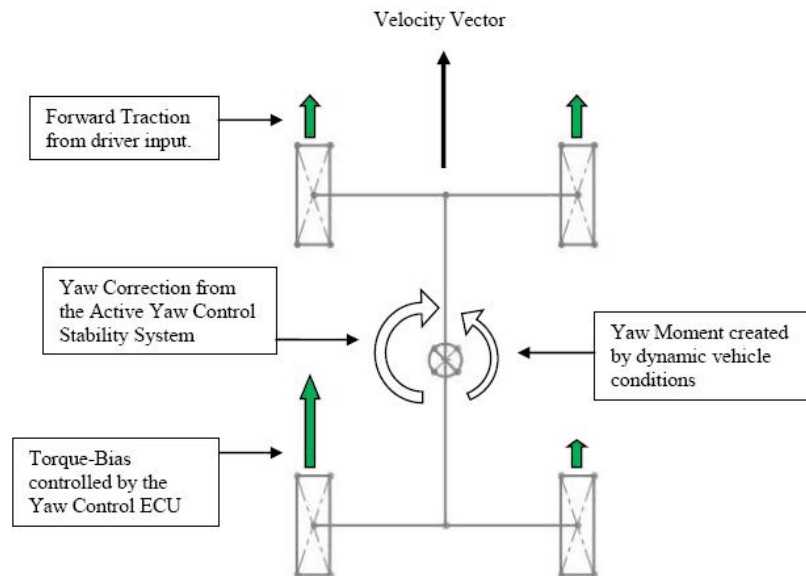 Velocity Vector
Forward Traction
from driver input.
Yaw Correction from
the Active Yaw Control
Stability System
Yaw Moment created
by dynamic vehicle
conditions
Torque-Bias
controlled by the
Yaw Control ECU